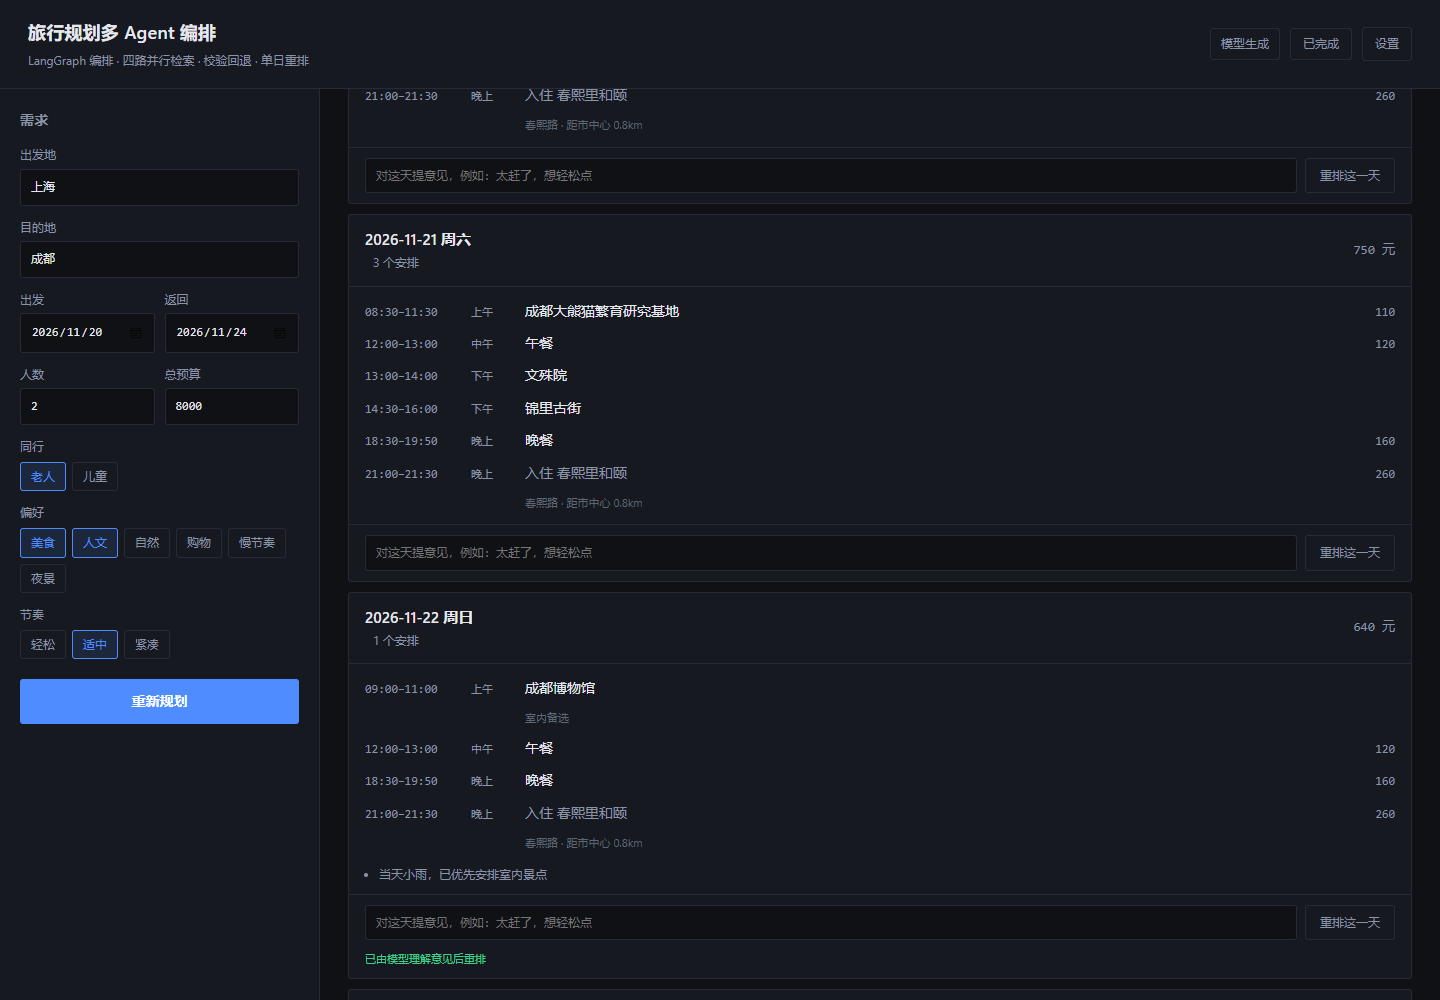 旅行规划多 Agent 编排
LangGraph 编排 · 四路并行检索 · 校验回退 · 单日重排
模型生成
已完成
设置
需求
出发地
上海
目的地
成都
出发
返回
2026/11/20
2026/11/24
人数
总预算
2
8000
同行
老人
儿童
偏好
美食
人文
自然
购物
慢节奏
夜景
节奏
轻松
适中
紧凑
重新规划
21:00-21:30 晚上 入住 春熙里和颐 260
春熙路 · 距市中心 0.8km
对这天提意见，例如：太赶了，想轻松点
重排这一天
2026-11-21 周六
3 个安排
750 元
08:30-11:30 上午 成都大熊猫繁育研究基地 110
12:00-13:00 中午 午餐 120
13:00-14:00 下午 文殊院
14:30-16:00 下午 锦里古街
18:30-19:50 晚上 晚餐 160
21:00-21:30 晚上 入住 春熙里和颐 260
春熙路 · 距市中心 0.8km
对这天提意见，例如：太赶了，想轻松点
重排这一天
2026-11-22 周日
1 个安排
640 元
09:00-11:00 上午 成都博物馆
室内备选
12:00-13:00 中午 午餐 120
18:30-19:50 晚上 晚餐 160
21:00-21:30 晚上 入住 春熙里和颐 260
春熙路 · 距市中心 0.8km
• 当天小雨，已优先安排室内景点
对这天提意见，例如：太赶了，想轻松点
重排这一天
已由模型理解意见后重排